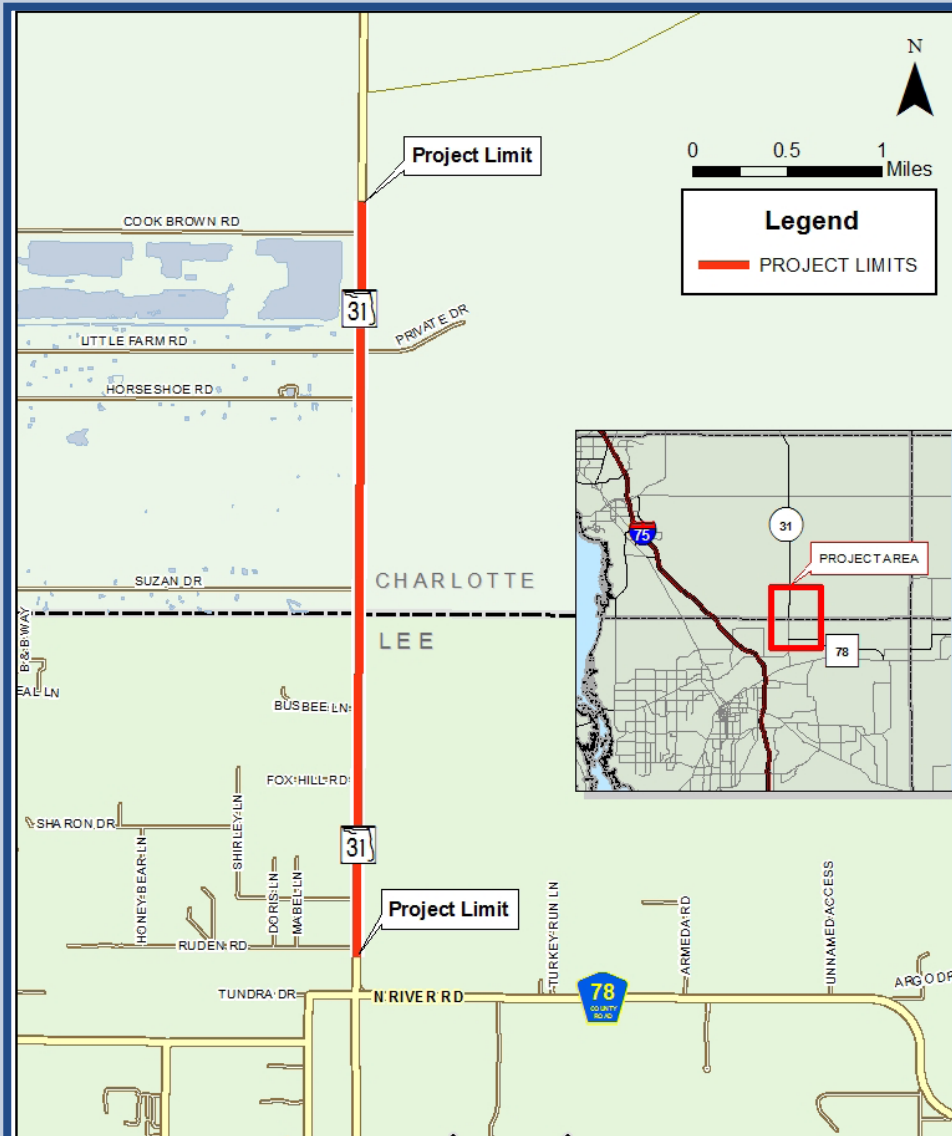 N
Project Limit
0 0.5 1
Miles
Legend
PROJECT LIMITS
COOK BROWN RD
31
PRIVATE DR
LITTLE FARM RD
HORSESHOE RD
75
31
PROJECT AREA
78
SUZAN DR
CHARLOTTE
LEE
B & B WAY
EAL LN
BUSBEE LN
FOX HILL RD
SHARON DR
SHIRLEY LN
HONEY BEAR LN
31
DORIS LN
MABEL LN
Project Limit
RUDEN RD
TURKEY RUN LN
ARMEDA RD
UNNAMED ACCESS
ARGO DR
TUNDRA DR
N RIVER RD
78
COUNTY
ROAD